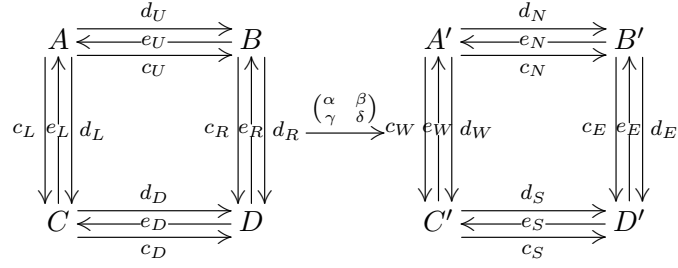 d_U d_N
A e_U B A′ e_N B′
c_U c_N
(α β
γ δ)
c_L e_L d_L c_R e_R d_R c_W e_W d_W c_E e_E d_E
d_D d_S
C e_D D C′ e_S D′
c_D c_S